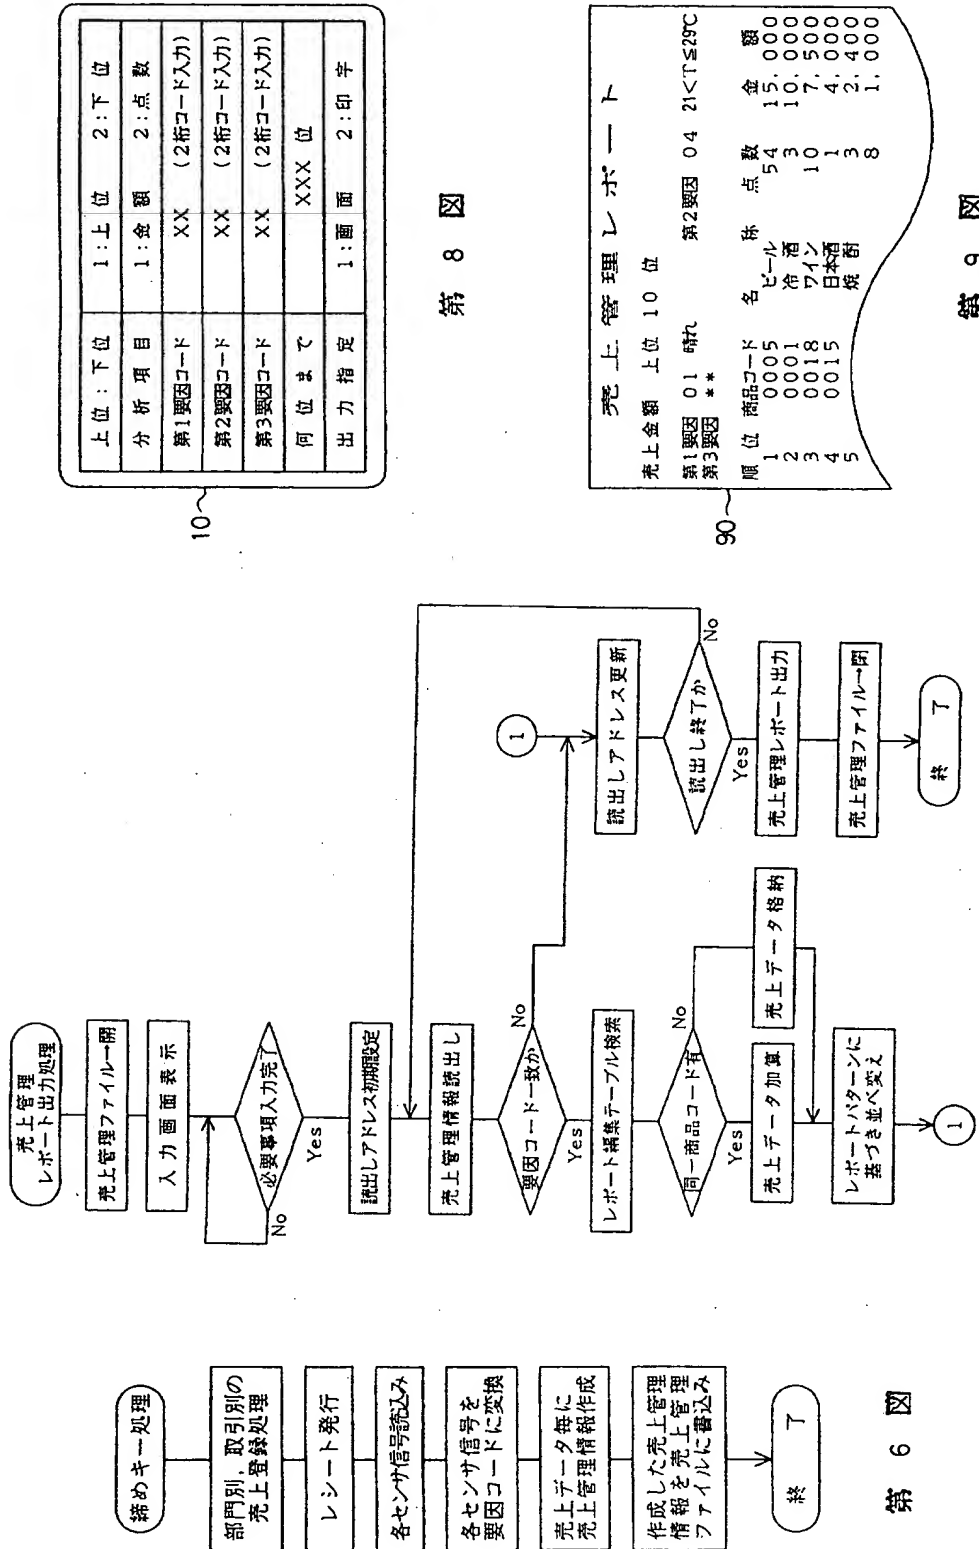 締めキー処理
部門別,取引別の
売上登録処理
レシート発行
各センサ信号読込み
各センサ信号を
要因コードに変換
売上データ毎に
売上管理情報作成
作成した売上管理
情報を売上管理
ファイルに書込み
終 了
第 6 図
売上管理
レポート出力処理
売上管理ファイル→開
入力画面表示
必要事項入力完了
No
Yes
読出しアドレス初期設定
売上管理情報読出し
要因コード一致か
No
Yes
レポート編集テーブル検索
同一商品コード有
No
Yes
売上データ加算
売上データ格納
レポートパターンに
基づき並べ変え
1
1
読出しアドレス更新
読出し終了か
No
Yes
売上管理レポート出力
売上管理ファイル→閉
終 了
10
上位:下位 1:上 位 2:下 位
分析項目 1:金 額 2:点 数
第1要因コード XX (2桁コード入力)
第2要因コード XX (2桁コード入力)
第3要因コード XX (2桁コード入力)
何位まで XXX 位
出力指定 1:画 面 2:印 字
第 8 図
90
売上管理レポート
売上金額 上位 10 位
第1要因 01 晴れ 第2要因 04 21<T≤29℃
第3要因 **
順位 商品コード 名 称 点 数 金 額
1 0005 ビール 54 15,000
2 0001 冷酒 3 10,000
3 0018 ワイン 10 7,500
4 0015 日本酒 1 4,000
5 焼酎 3 2,400
8 1,000
第 9 図